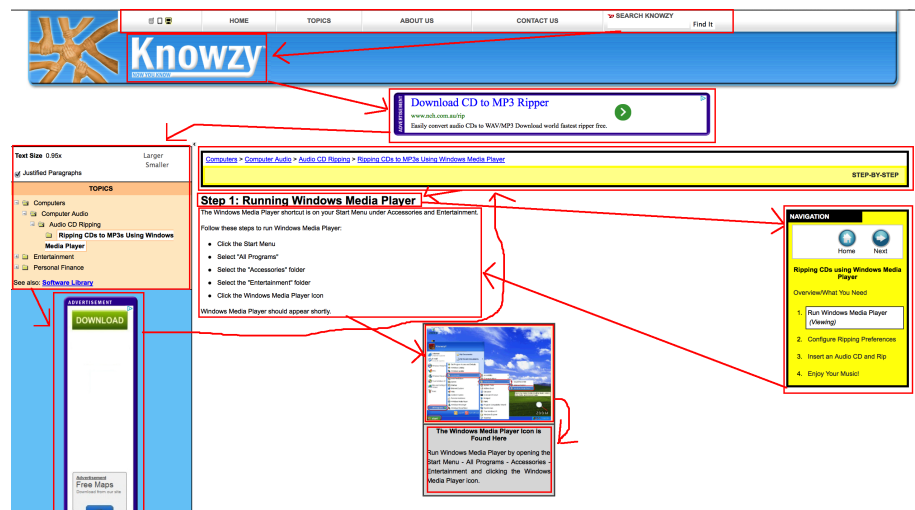 HOME
TOPICS
ABOUT US
CONTACT US
SEARCH KNOWZY
Find It
Knowzy
NOW YOU KNOW
ADVERTISEMENT
Download CD to MP3 Ripper
www.nch.com.au/rip
Easily convert audio CDs to WAV/MP3 Download world fastest ripper free.
Text Size 0.95x
Larger
Smaller
Justified Paragraphs
TOPICS
Computers
Computer Audio
Audio CD Ripping
Ripping CDs to MP3s Using Windows
Media Player
Entertainment
Personal Finance
See also: Software Library
ADVERTISEMENT
DOWNLOAD
Advertisement
Free Maps
Download them our site
Computers > Computer Audio > Audio CD Ripping > Ripping CDs to MP3s Using Windows Media Player
STEP-BY-STEP
Step 1: Running Windows Media Player
The Windows Media Player shortcut is on your Start Menu under Accessories and Entertainment.
Follow these steps to run Windows Media Player:
Click the Start Menu
Select "All Programs"
Select the "Accessories" folder
Select the "Entertainment" folder
Click the Windows Media Player Icon
Windows Media Player should appear shortly.
The Windows Media Player Icon is
Found Here
Run Windows Media Player by opening the
Start Menu - All Programs - Accessories -
Entertainment and clicking the Windows
Media Player icon.
NAVIGATION
Home
Next
Ripping CDs using Windows Media
Player
Overview/What You Need
1. Run Windows Media Player
(Viewing)
2. Configure Ripping Preferences
3. Insert an Audio CD and Rip
4. Enjoy Your Music!